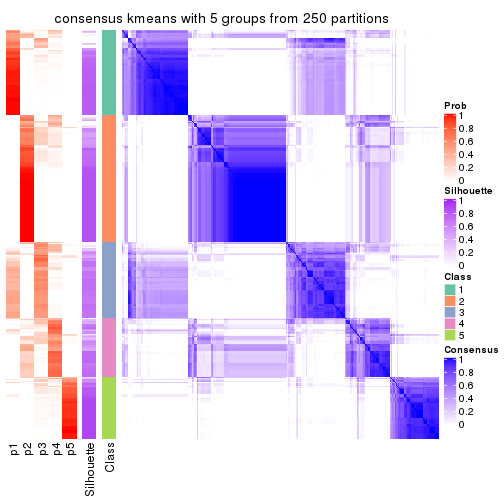 consensus kmeans with 5 groups from 250 partitions
Prob
1
0.8
0.6
0.4
0.2
0
Silhouette
1
0.8
0.6
0.4
0.2
0
Class
1
2
3
4
5
Consensus
1
0.8
0.6
0.4
0.2
0
p1
p2
p3
p4
p5
Silhouette
Class